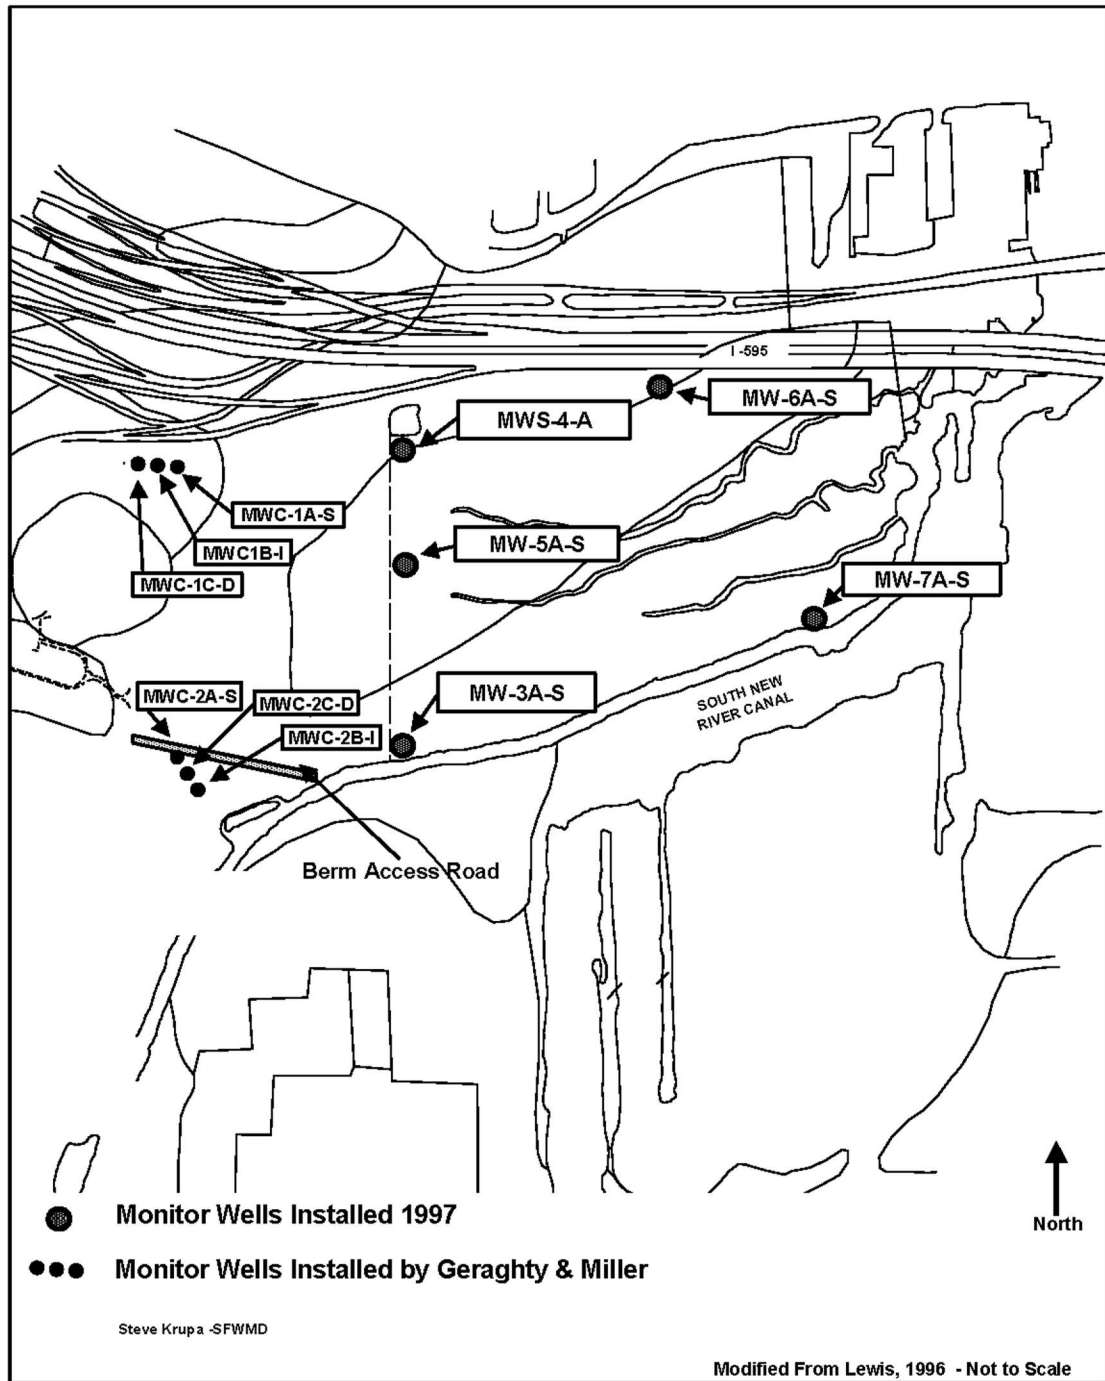 I -595
MW-6A-S
MWS-4-A
MWC-1A-S
MW-5A-S
MWC1B-I
MWC-1C-D
MW-7A-S
MWC-2A-S
MWC-2C-D
MW-3A-S
SOUTH NEW
RIVER CANAL
MWC-2B-I
Berm Access Road
Monitor Wells Installed 1997
North
Monitor Wells Installed by Geraghty & Miller
Steve Krupa -SFWMD
Modified From Lewis, 1996 - Not to Scale